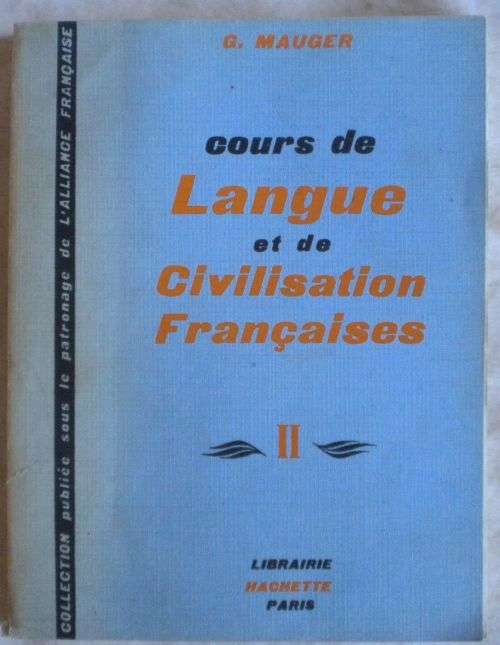 G. MAUGER
cours de
Langue
et de
Civilisation
Françaises
II
LIBRAIRIE
HACHETTE
PARIS
COLLECTION publiée sous le patronage de L'ALLIANCE FRANÇAISE